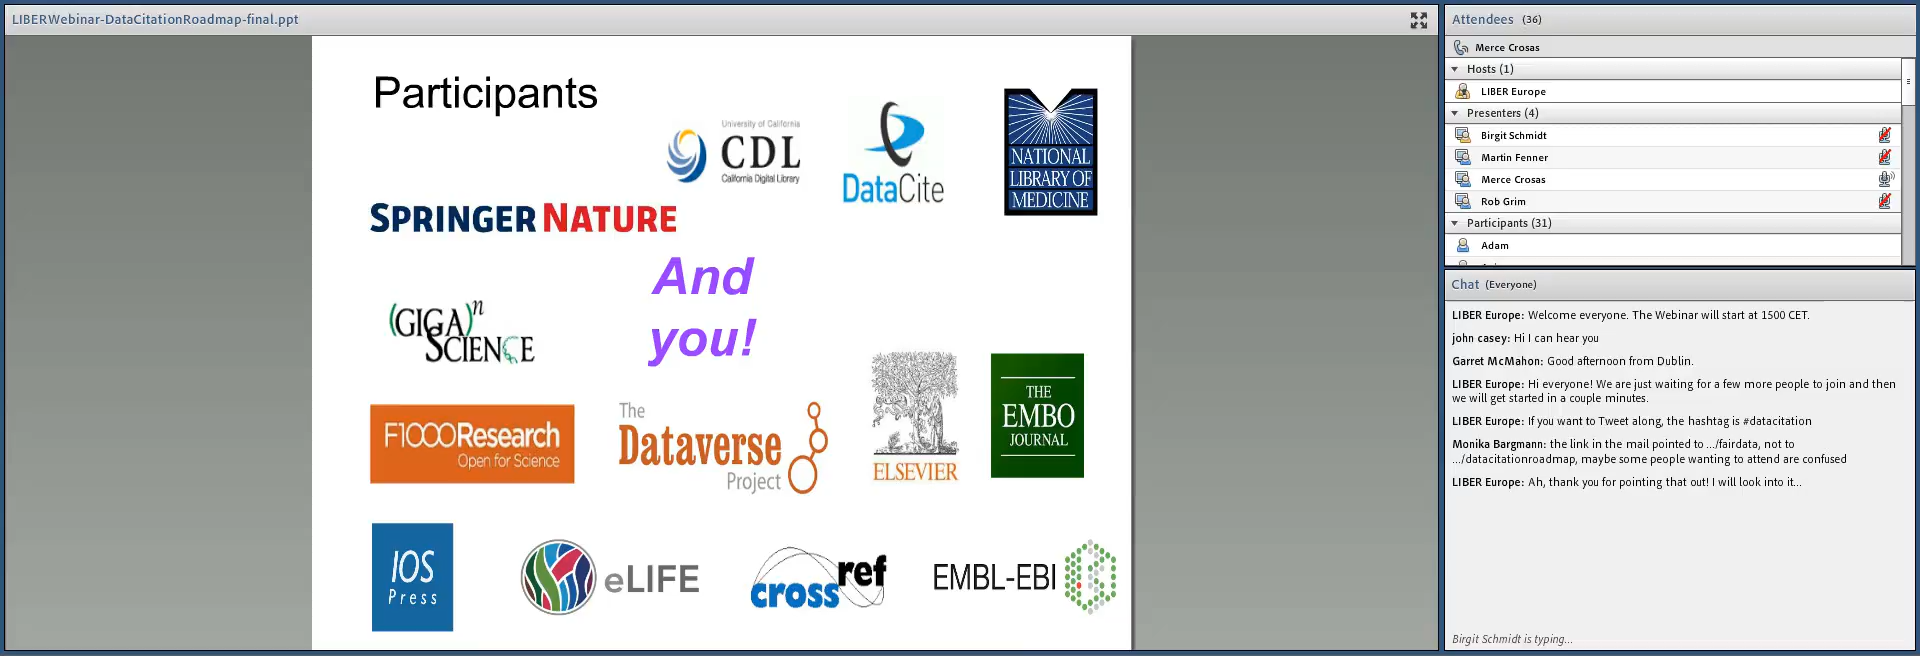 LIBERWebinar-DataCitationRoadmap-final.ppt
Participants
University of California
CDL
California Digital Library
DataCite
NATIONAL
LIBRARY OF
MEDICINE
SPRINGER NATURE
And
you!
(GIGA)n
SCIENCE
F1000Research
Open for Science
The
Dataverse
Project
ELSEVIER
THE
EMBO
JOURNAL
IOS
Press
eLIFE
crossref
EMBL-EBI
Attendees (36)
Merce Crosas
Hosts (1)
LIBER Europe
Presenters (4)
Birgit Schmidt
Martin Fenner
Merce Crosas
Rob Grim
Participants (31)
Adam
Chat (Everyone)
LIBER Europe: Welcome everyone. The Webinar will start at 1500 CET.
john casey: Hi I can hear you
Garret McMahon: Good afternoon from Dublin.
LIBER Europe: Hi everyone! We are just waiting for a few more people to join and then
we will get started in a couple minutes.
LIBER Europe: If you want to Tweet along, the hashtag is #datacitation
Monika Bargmann: the link in the mail pointed to .../fairdata, not to
.../datacitationroadmap, maybe some people wanting to attend are confused
LIBER Europe: Ah, thank you for pointing that out! I will look into it...
Birgit Schmidt is typing...